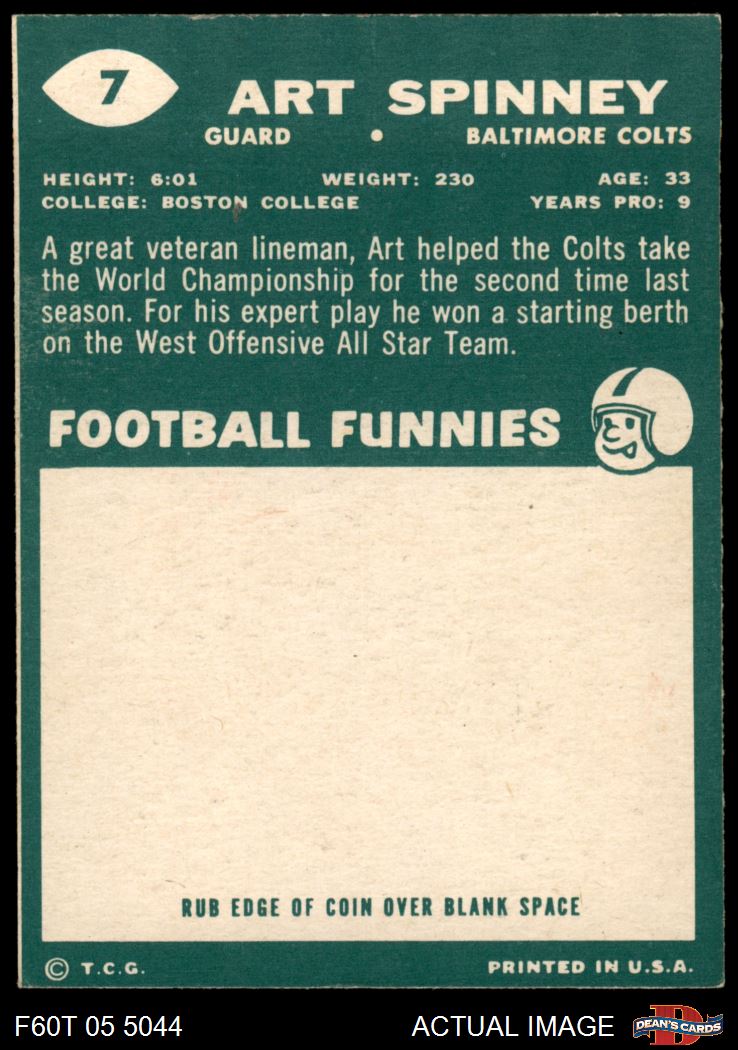 7
ART SPINNEY
GUARD • BALTIMORE COLTS
HEIGHT: 6:01 WEIGHT: 230 AGE: 33
COLLEGE: BOSTON COLLEGE YEARS PRO: 9
A great veteran lineman, Art helped the Colts take
the World Championship for the second time last
season. For his expert play he won a starting berth
on the West Offensive All Star Team.
FOOTBALL FUNNIES
RUB EDGE OF COIN OVER BLANK SPACE
© T.C.G. PRINTED IN U.S.A.
F60T 05 5044 ACTUAL IMAGE D DEAN'S CARDS